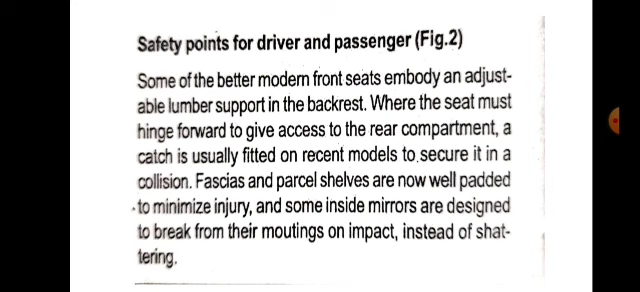 Safety points for driver and passenger (Fig.2)
Some of the better modern front seats embody an adjust-
able lumber support in the backrest. Where the seat must
hinge forward to give access to the rear compartment, a
catch is usually fitted on recent models to secure it in a
collision. Fascias and parcel shelves are now well padded
to minimize injury, and some inside mirrors are designed
to break from their moutings on impact, instead of shat-
tering.